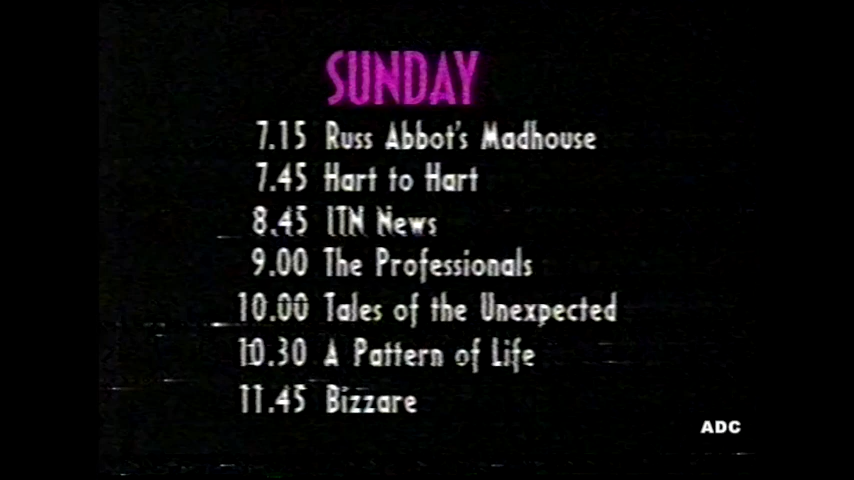 SUNDAY
7.15 Russ Abbot's Madhouse
7.45 Hart to Hart
8.45 ITN News
9.00 The Professionals
10.00 Tales of the Unexpected
10.30 A Pattern of Life
11.45 Bizzare
ADC